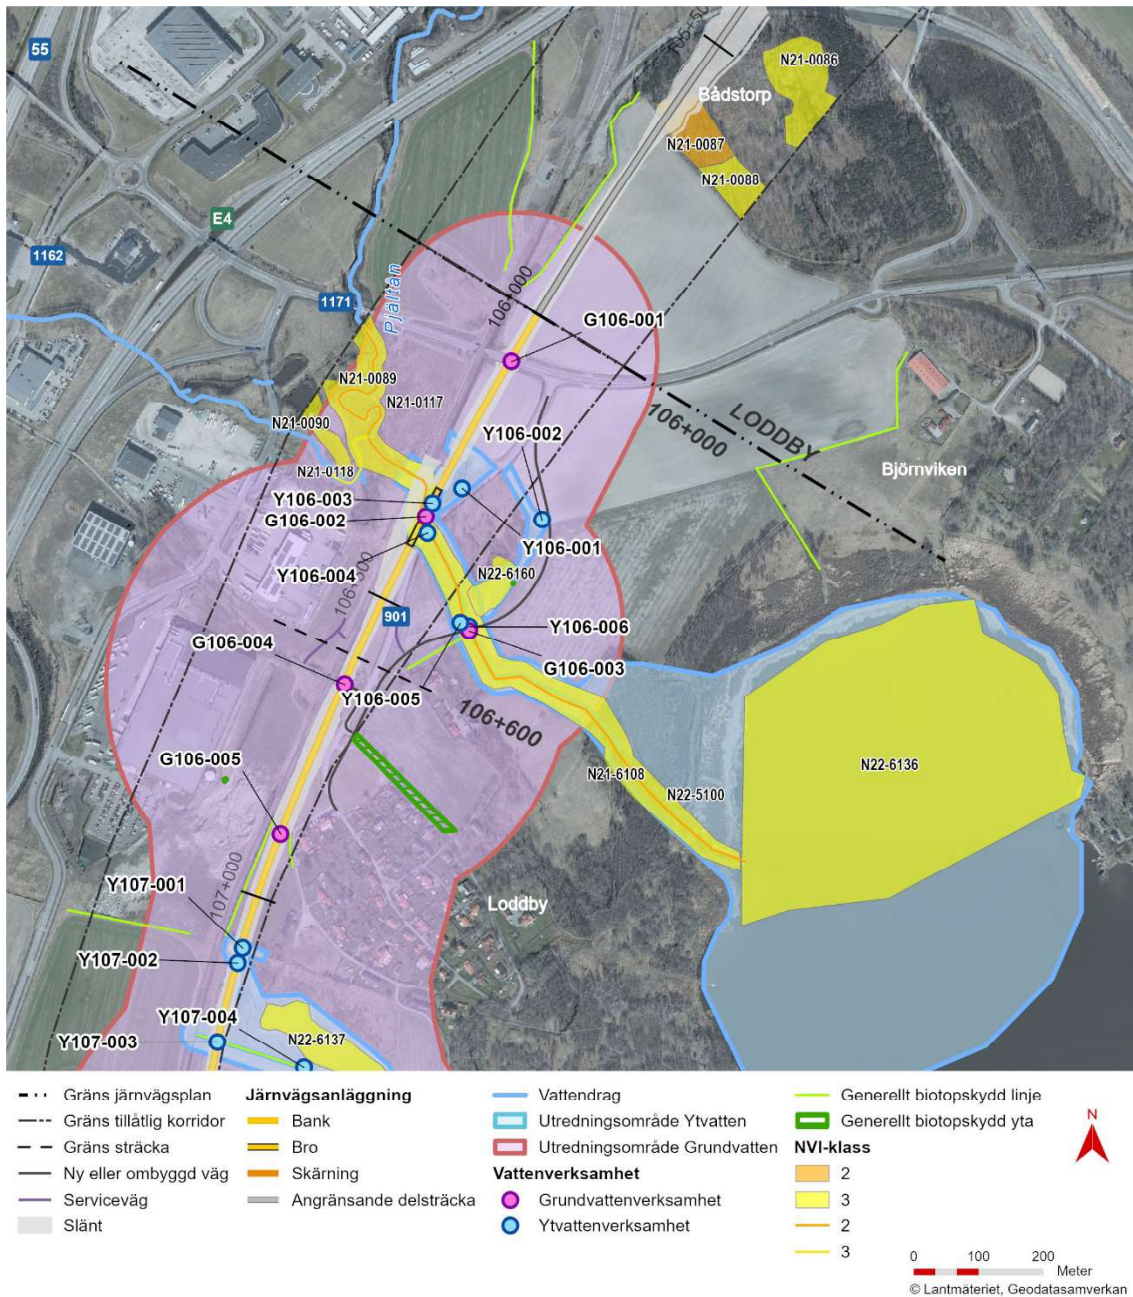 55
106+50
N21-0086
Bådstorp
N21-0087
N21-0088
E4
1162
1171
Pjältån
106+000
G106-001
N21-0089
N21-0117
N21-0090
N21-0118
Y106-002
LODDBY
106+000
Björnviken
Y106-003
G106-002
Y106-001
Y106-004
N22-6160
901
Y106-006
G106-004
G106-003
Y106-005
106+600
G106-005
N21-6108
N22-5100
N22-6136
107+000
Y107-001
Loddby
Y107-002
Y107-004
Y107-003
N22-6137
Gräns järnvägsplan
Gräns tillåtlig korridor
Gräns sträcka
Ny eller ombyggd väg
Serviceväg
Slänt
Järnvägsanläggning
Bank
Bro
Skärning
Angränsande delsträcka
Vattendrag
Utredningsområde Ytvatten
Utredningsområde Grundvatten
Vattenverksamhet
Grundvattenverksamhet
Ytvattenverksamhet
Generellt biotopskydd linje
Generellt biotopskydd yta
NVI-klass
2
3
2
3
N
0 100 200
Meter
© Lantmäteriet, Geodatasamverkan